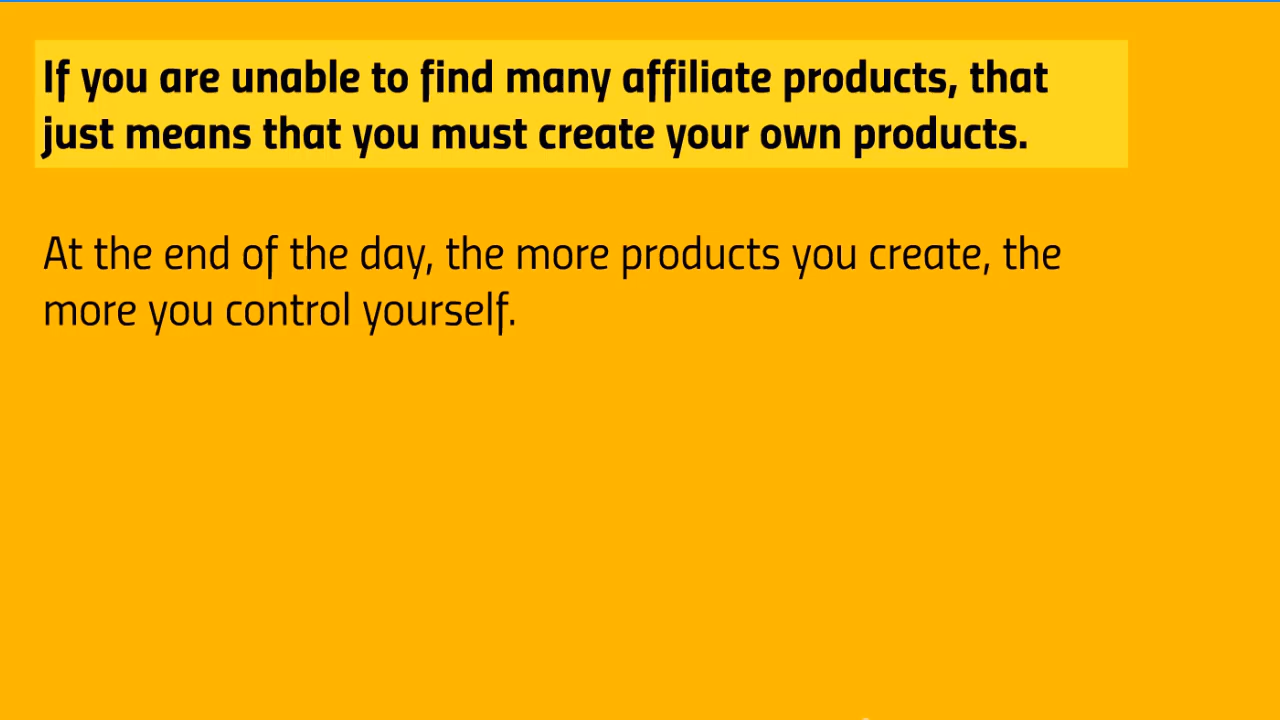 If you are unable to find many affiliate products, that
just means that you must create your own products.
At the end of the day, the more products you create, the
more you control yourself.